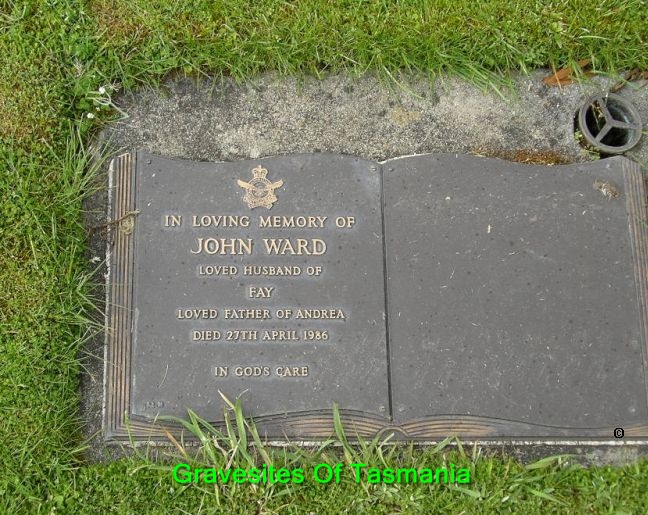 IN LOVING MEMORY OF
JOHN WARD
LOVED HUSBAND OF
FAY
LOVED FATHER OF ANDREA
DIED 27TH APRIL 1986
IN GOD'S CARE
©
Gravesites Of Tasmania